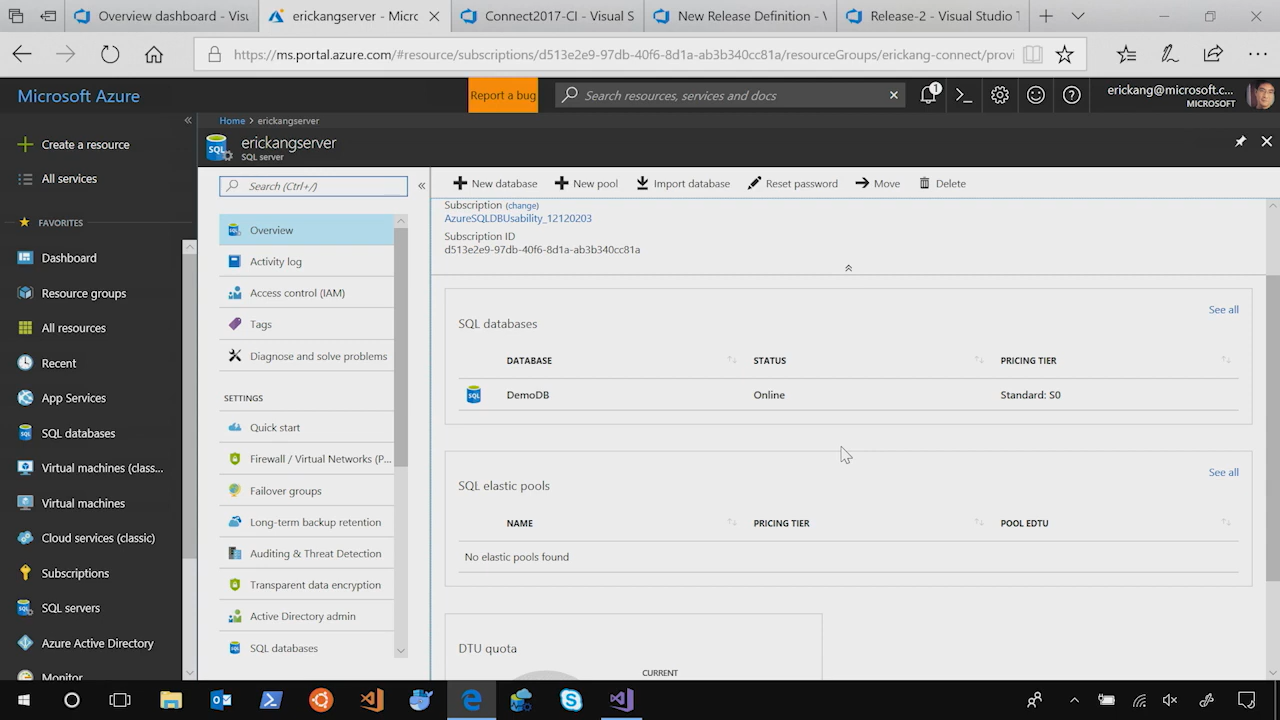 Overview dashboard - Visu
erickangserver - Micro
Connect2017-CI - Visual S
New Release Definition - V
Release-2 - Visual Studio T
https://ms.portal.azure.com/#resource/subscriptions/d513e2e9-97db-40f6-8d1a-ab3b340cc81a/resourceGroups/erickang-connect/provi
Microsoft Azure
Report a bug
Search resources, services and docs
1
erickang@microsoft.c...
MICROSOFT
Home > erickangserver
erickangserver
SQL server
Create a resource
All services
FAVORITES
Dashboard
Resource groups
All resources
Recent
App Services
SQL databases
Virtual machines (class...
Virtual machines
Cloud services (classic)
Subscriptions
SQL servers
Azure Active Directory
Monitor
Search (Ctrl+/)
Overview
Activity log
Access control (IAM)
Tags
Diagnose and solve problems
SETTINGS
Quick start
Firewall / Virtual Networks (P...
Failover groups
Long-term backup retention
Auditing & Threat Detection
Transparent data encryption
Active Directory admin
SQL databases
New database
New pool
Import database
Reset password
Move
Delete
Subscription (change)
AzureSQLDBUsability_12120203
Subscription ID
d513e2e9-97db-40f6-8d1a-ab3b340cc81a
SQL databases
See all
DATABASE STATUS PRICING TIER
DemoDB Online Standard: S0
SQL elastic pools
See all
NAME PRICING TIER POOL EDTU
No elastic pools found
DTU quota
CURRENT